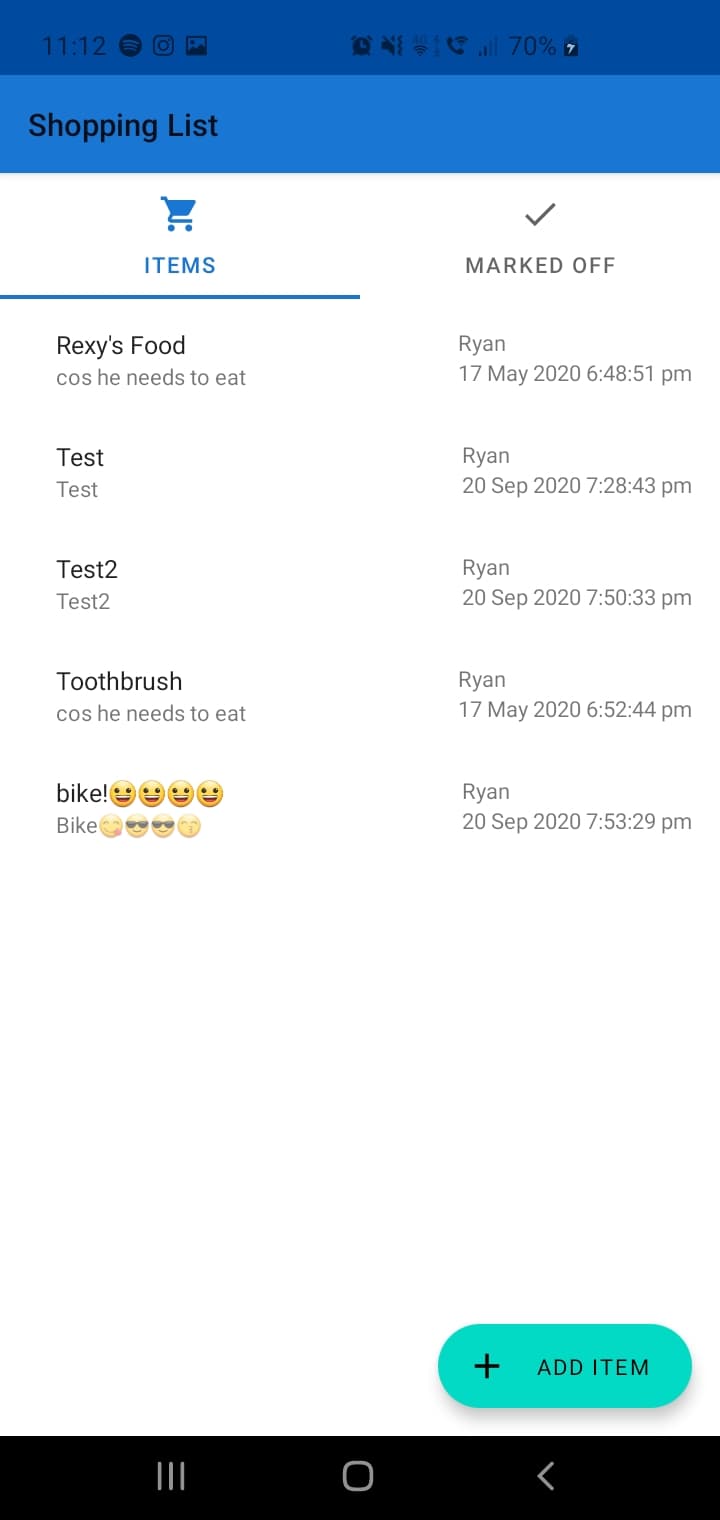 11:12
70%
Shopping List
ITEMS
MARKED OFF
Rexy's Food
cos he needs to eat
Ryan
17 May 2020 6:48:51 pm
Test
Test
Ryan
20 Sep 2020 7:28:43 pm
Test2
Test2
Ryan
20 Sep 2020 7:50:33 pm
Toothbrush
cos he needs to eat
Ryan
17 May 2020 6:52:44 pm
bike!😀😀😀😀
Bike😋😎😎😙
Ryan
20 Sep 2020 7:53:29 pm
+ ADD ITEM